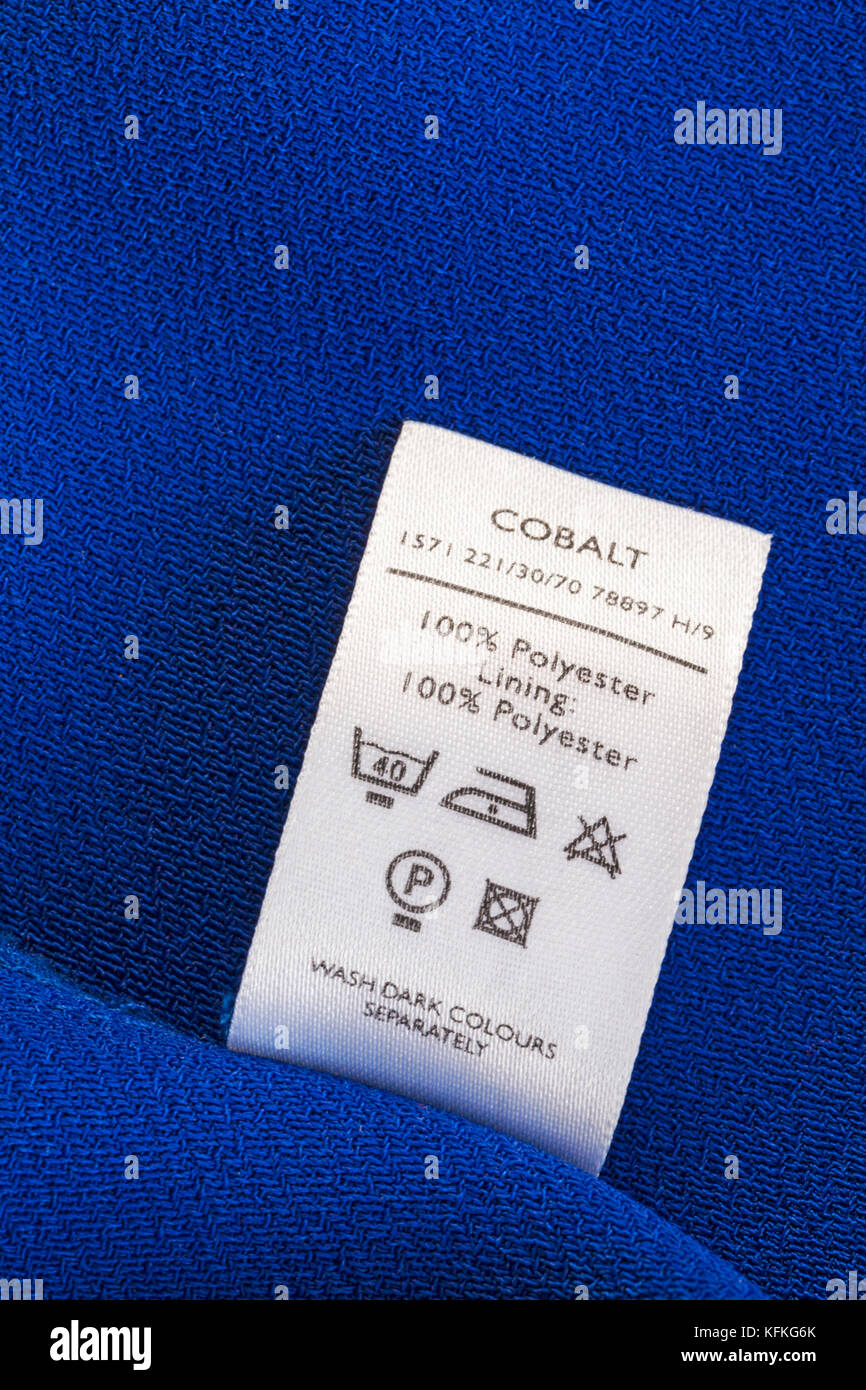 COBALT
1571 221/30/70 78897 H/9
100% Polyester
Lining:
100% Polyester
40
P
WASH DARK COLOURS
SEPARATELY
alamy
alamy
Image ID: KFKG6K
www.alamy.com